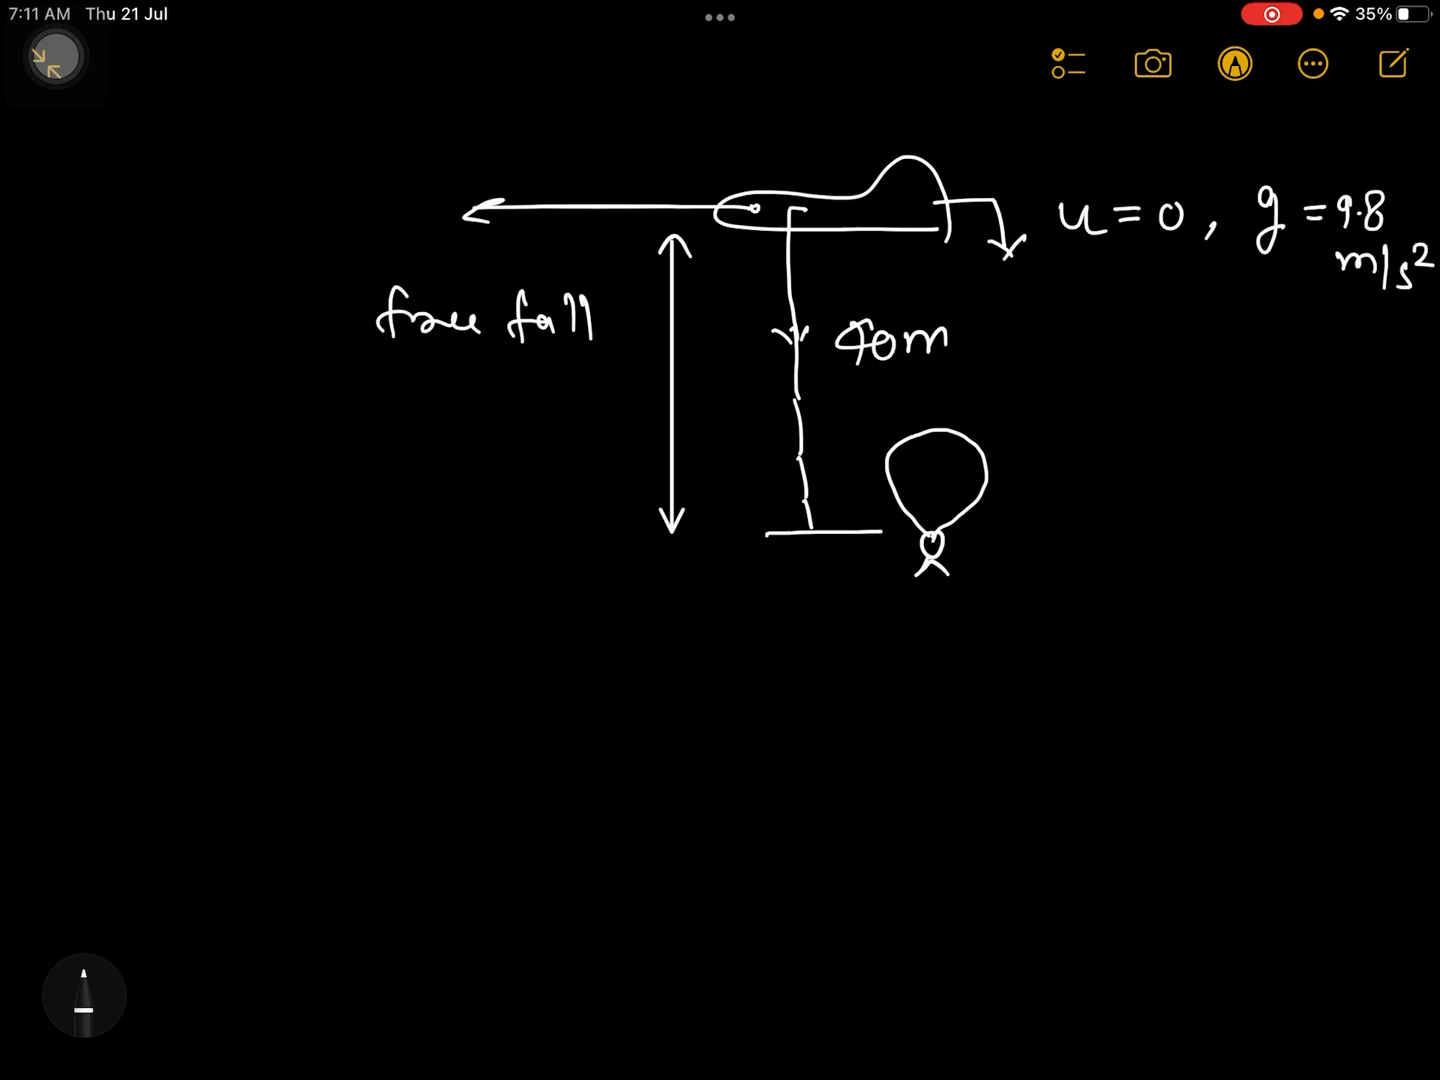 7:11 AM Thu 21 Jul
35%
u = 0, g = 9.8
m/s²
free fall
40m